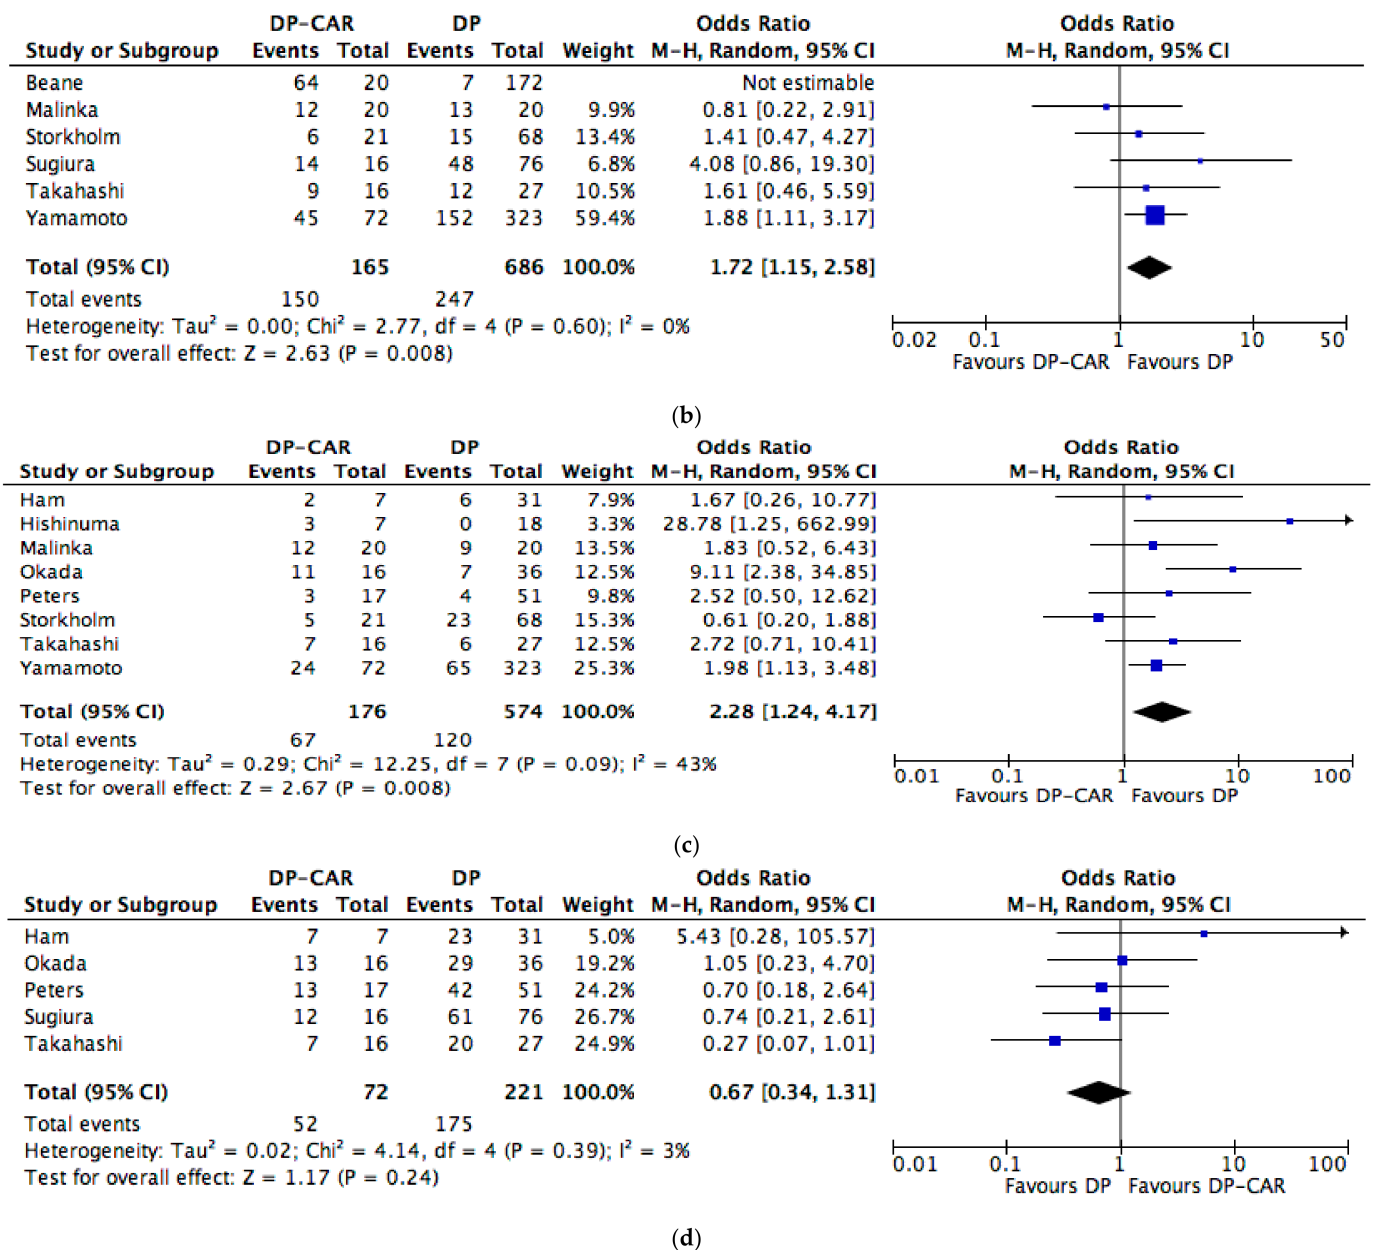 DP-CAR DP Odds Ratio Odds Ratio
Study or Subgroup Events Total Events Total Weight M-H, Random, 95% CI M-H, Random, 95% CI
Beane 64 20 7 172 Not estimable
Malinka 12 20 13 20 9.9% 0.81 [0.22, 2.91]
Storkholm 6 21 15 68 13.4% 1.41 [0.47, 4.27]
Sugiura 14 16 48 76 6.8% 4.08 [0.86, 19.30]
Takahashi 9 16 12 27 10.5% 1.61 [0.46, 5.59]
Yamamoto 45 72 152 323 59.4% 1.88 [1.11, 3.17]
Total (95% CI) 165 686 100.0% 1.72 [1.15, 2.58]
Total events 150 247
Heterogeneity: Tau² = 0.00; Chi² = 2.77, df = 4 (P = 0.60); I² = 0%
Test for overall effect: Z = 2.63 (P = 0.008)
0.02 0.1 1 10 50
Favours DP-CAR Favours DP
(b)
DP-CAR DP Odds Ratio Odds Ratio
Study or Subgroup Events Total Events Total Weight M-H, Random, 95% CI M-H, Random, 95% CI
Ham 2 7 6 31 7.9% 1.67 [0.26, 10.77]
Hishinuma 3 7 0 18 3.3% 28.78 [1.25, 662.99]
Malinka 12 20 9 20 13.5% 1.83 [0.52, 6.43]
Okada 11 16 7 36 12.5% 9.11 [2.38, 34.85]
Peters 3 17 4 51 9.8% 2.52 [0.50, 12.62]
Storkholm 5 21 23 68 15.3% 0.61 [0.20, 1.88]
Takahashi 7 16 6 27 12.5% 2.72 [0.71, 10.41]
Yamamoto 24 72 65 323 25.3% 1.98 [1.13, 3.48]
Total (95% CI) 176 574 100.0% 2.28 [1.24, 4.17]
Total events 67 120
Heterogeneity: Tau² = 0.29; Chi² = 12.25, df = 7 (P = 0.09); I² = 43%
Test for overall effect: Z = 2.67 (P = 0.008)
0.01 0.1 1 10 100
Favours DP-CAR Favours DP
(c)
DP-CAR DP Odds Ratio Odds Ratio
Study or Subgroup Events Total Events Total Weight M-H, Random, 95% CI M-H, Random, 95% CI
Ham 7 7 23 31 5.0% 5.43 [0.28, 105.57]
Okada 13 16 29 36 19.2% 1.05 [0.23, 4.70]
Peters 13 17 42 51 24.2% 0.70 [0.18, 2.64]
Sugiura 12 16 61 76 26.7% 0.74 [0.21, 2.61]
Takahashi 7 16 20 27 24.9% 0.27 [0.07, 1.01]
Total (95% CI) 72 221 100.0% 0.67 [0.34, 1.31]
Total events 52 175
Heterogeneity: Tau² = 0.02; Chi² = 4.14, df = 4 (P = 0.39); I² = 3%
Test for overall effect: Z = 1.17 (P = 0.24)
0.01 0.1 1 10 100
Favours DP Favours DP-CAR
(d)